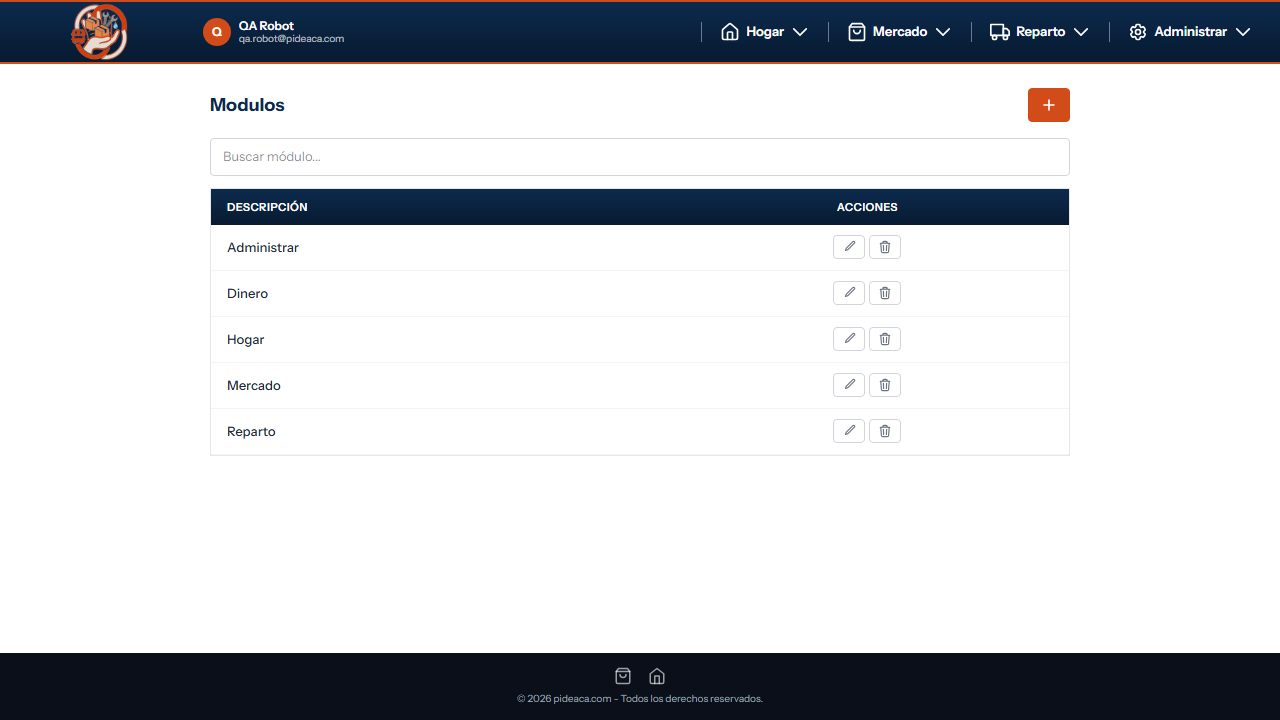 Q
QA Robot
qa.robot@pideaca.com
Hogar
Mercado
Reparto
Administrar
Modulos
+
Buscar módulo...
DESCRIPCIÓN ACCIONES
Administrar
Dinero
Hogar
Mercado
Reparto
© 2026 pideaca.com - Todos los derechos reservados.